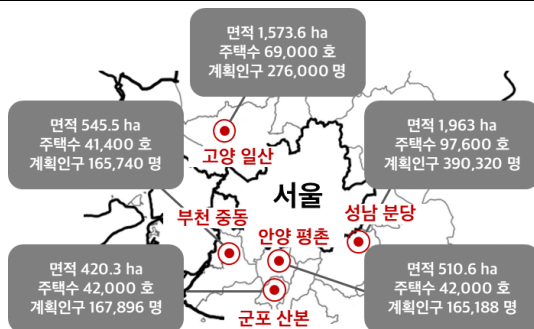 면적 1,573.6 ha
주택수 69,000 호
계획인구 276,000 명
면적 545.5 ha
주택수 41,400 호
계획인구 165,740 명
면적 1,963 ha
주택수 97,600 호
계획인구 390,320 명
고양 일산
서울
부천 중동
성남 분당
안양 평촌
면적 420.3 ha
주택수 42,000 호
계획인구 167,896 명
면적 510.6 ha
주택수 42,000 호
계획인구 165,188 명
군포 산본